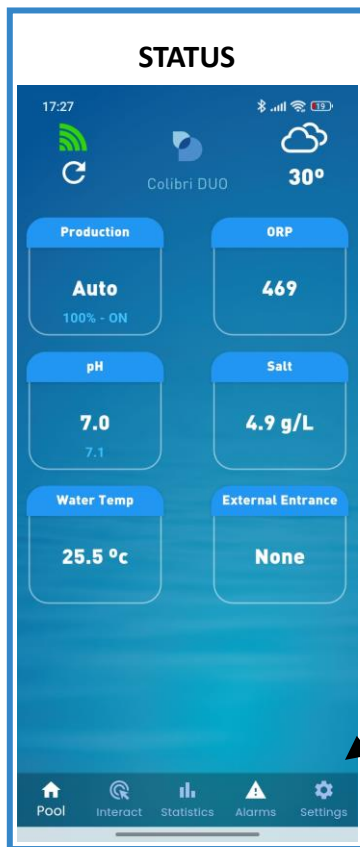 STATUS
17:27
19
Colibri DUO
30º
Production
ORP
Auto
469
100% - ON
pH
Salt
7.0
4.9 g/L
7.1
Water Temp
External Entrance
25.5 ºc
None
Pool
Interact
Statistics
Alarms
Settings